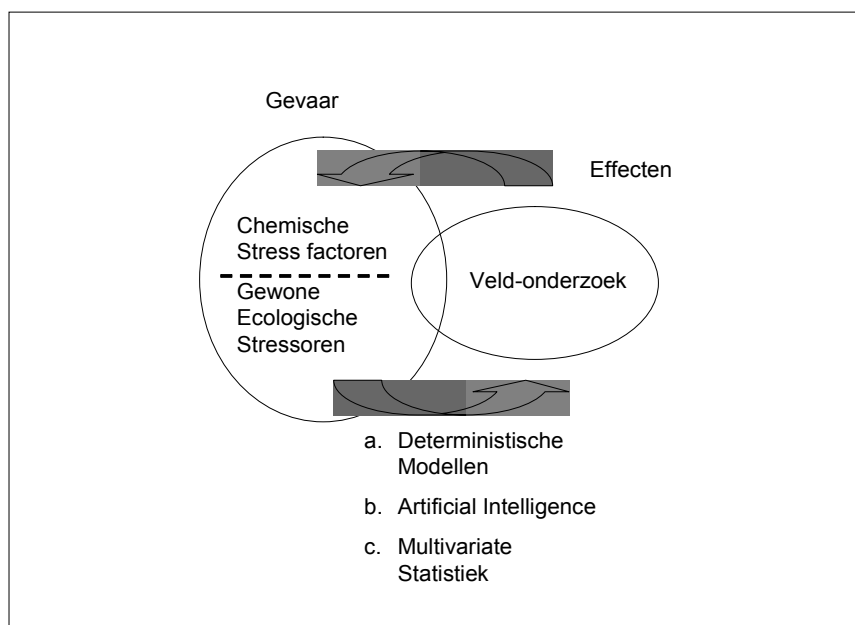 Gevaar
Effecten
Chemische
Stress factoren
Gewone
Ecologische
Stressoren
Veld-onderzoek
a. Deterministische
Modellen
b. Artificial Intelligence
c. Multivariate
Statistiek